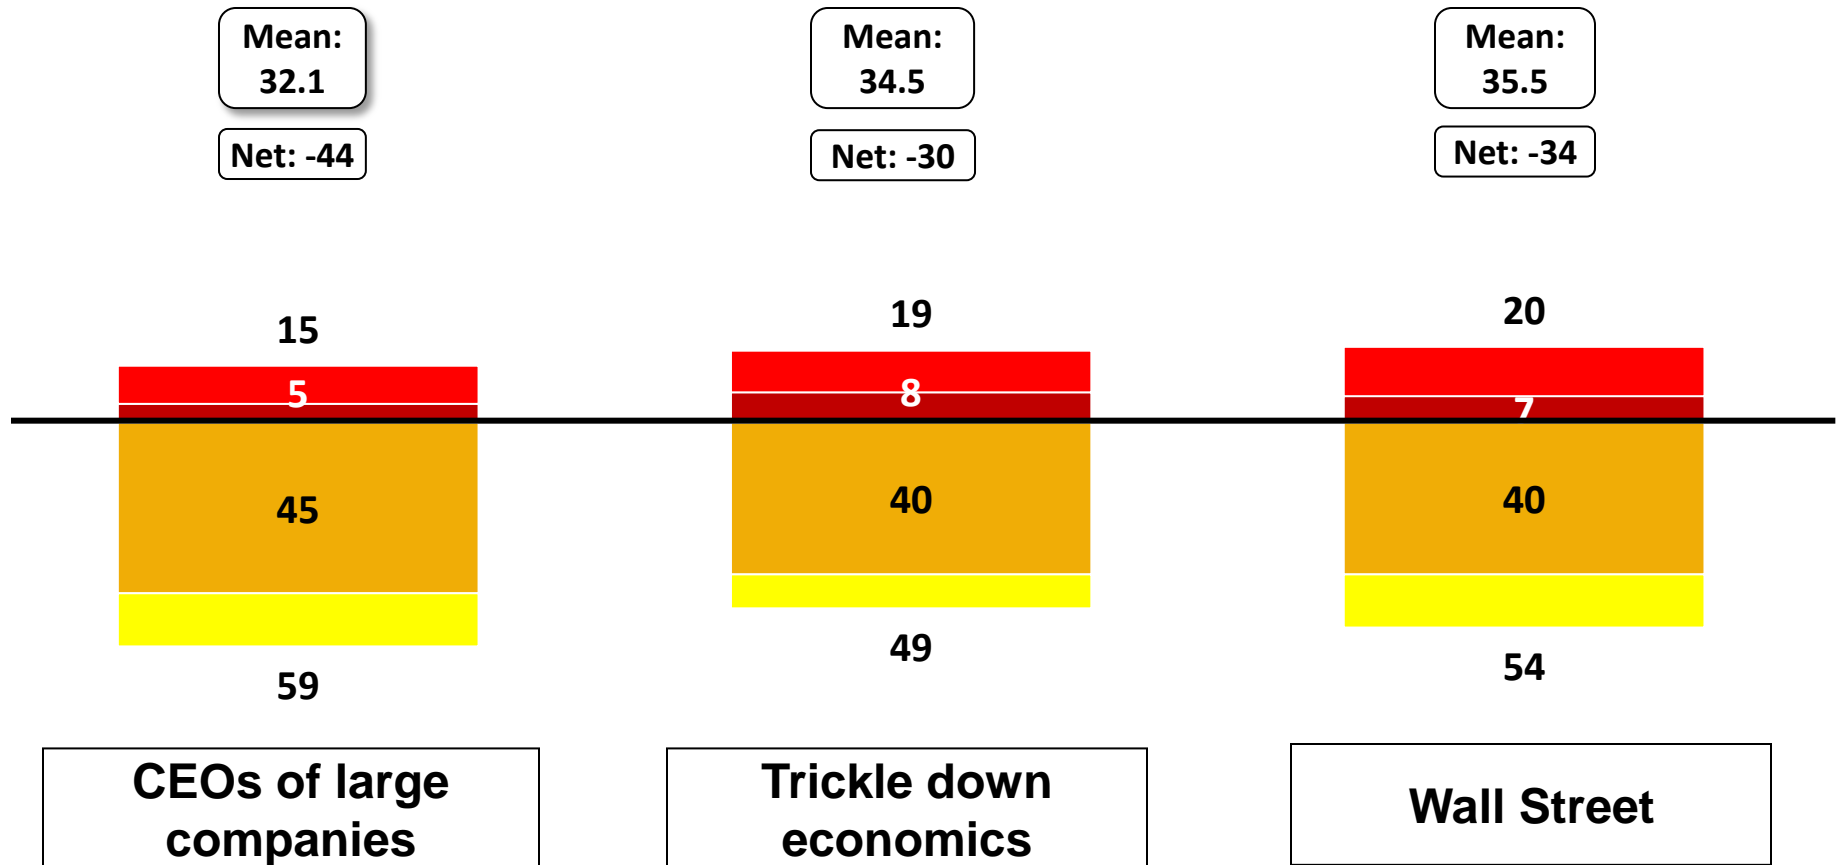 Mean:
32.1
Mean:
34.5
Mean:
35.5
Net: -44
Net: -30
Net: -34
15
19
20
5
8
7
45
40
40
59
49
54
CEOs of large
companies
Trickle down
economics
Wall Street